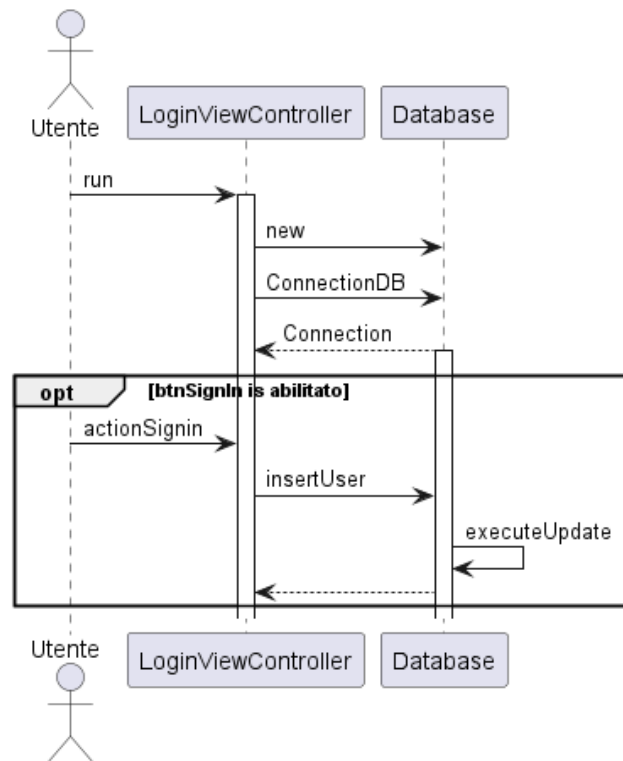 Utente
LoginViewController
Database
run
new
ConnectionDB
Connection
opt
[btnSignIn is abilitato]
actionSignin
insertUser
executeUpdate
Utente
LoginViewController
Database